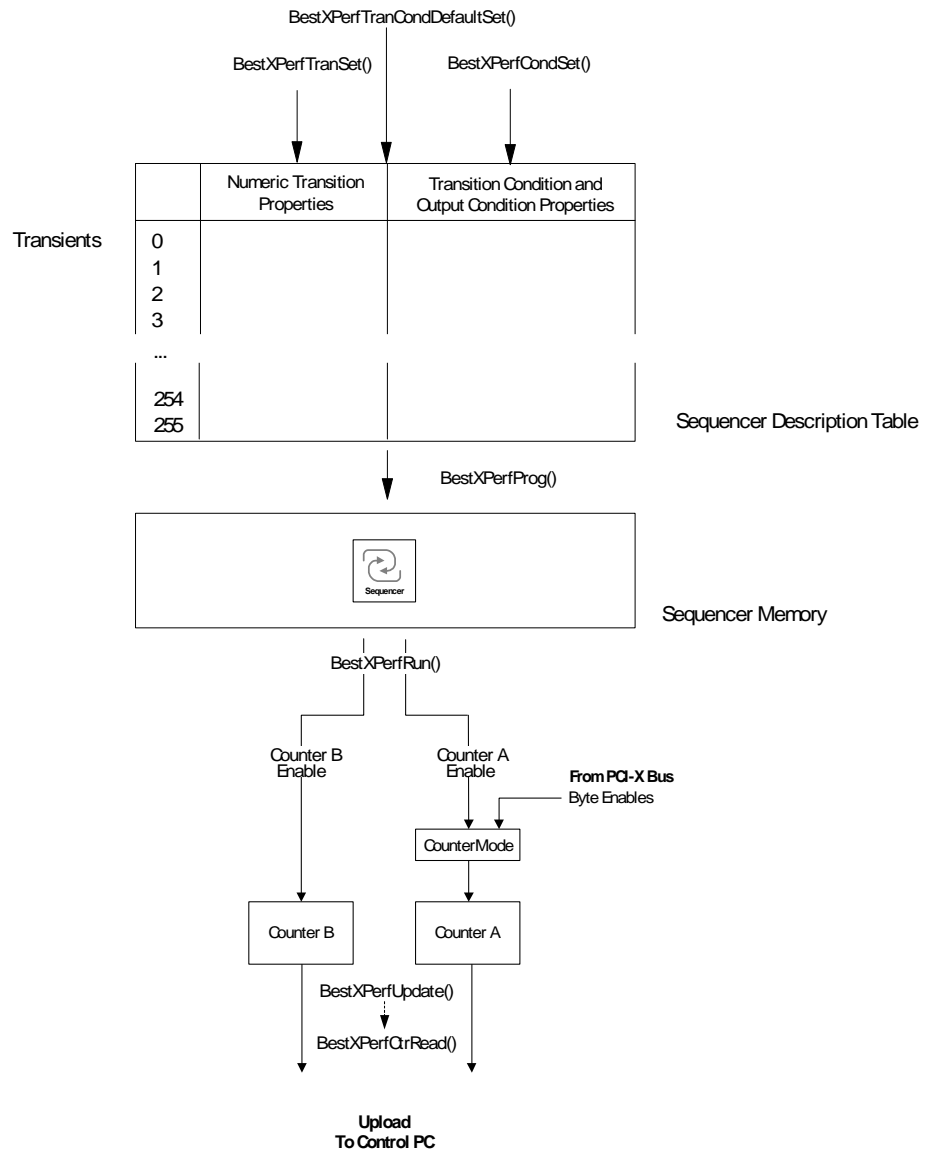 BestXPerfTranCondDefaultSet()
BestXPerfTranSet()
BestXPerfCondSet()
Numeric Transition
Properties
Transition Condition and
Output Condition Properties
Transients
0
1
2
3
...
254
255
Sequencer Description Table
BestXPerfProg()
Sequencer
Sequencer Memory
BestXPerfRun()
Counter B
Enable
Counter A
Enable
From PCI-X Bus
Byte Enables
CounterMode
Counter B
Counter A
BestXPerfUpdate()
BestXPerfCtrRead()
Upload
To Control PC